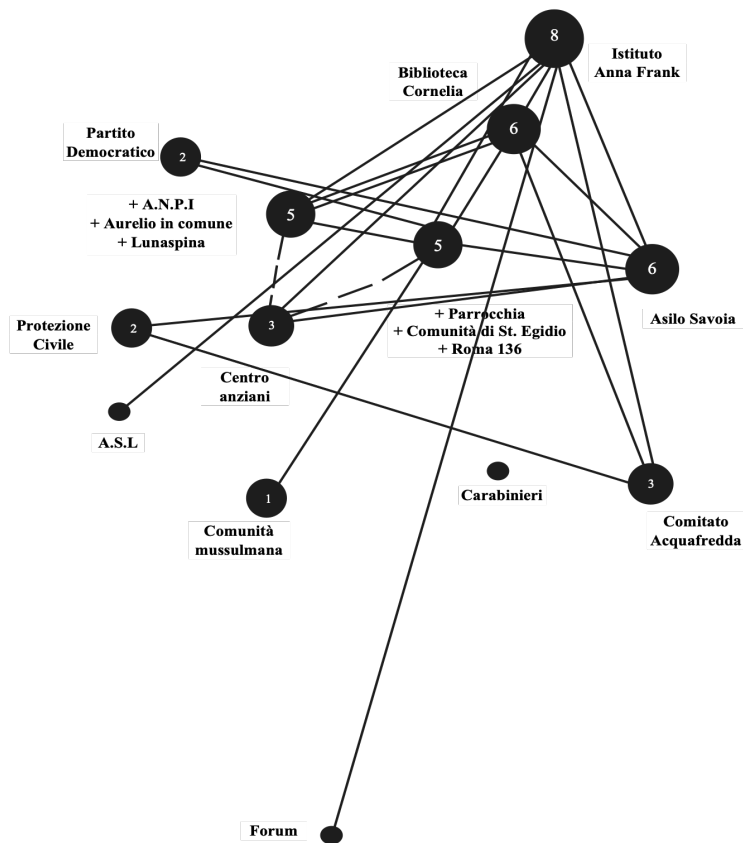 8
Istituto
Anna Frank
Biblioteca
Cornelia
6
Partito
Democratico
2
+ A.N.P.I
+ Aurelio in comune
+ Lunaspina
5
5
6
Asilo Savoia
Protezione
Civile
2
3
+ Parrocchia
+ Comunità di St. Egidio
+ Roma 136
Centro
anziani
A.S.L
Carabinieri
3
1
Comunità
mussulmana
Comitato
Acquafredda
Forum